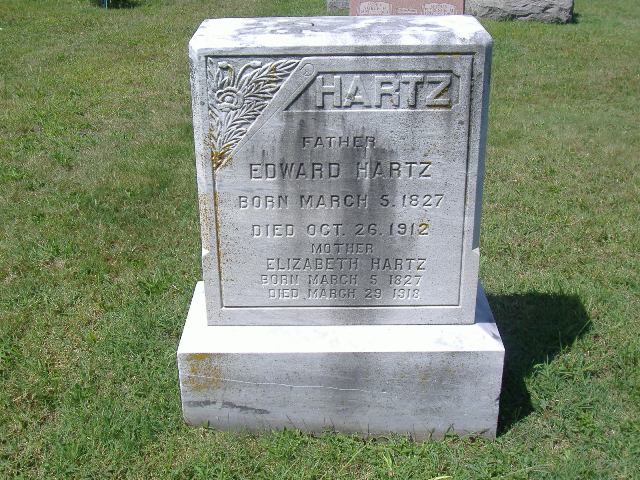 HARTZ
FATHER
EDWARD HARTZ
BORN MARCH 5. 1827
DIED OCT. 26. 1912
MOTHER
ELIZABETH HARTZ
BORN MARCH 5 1827
DIED MARCH 29 1918